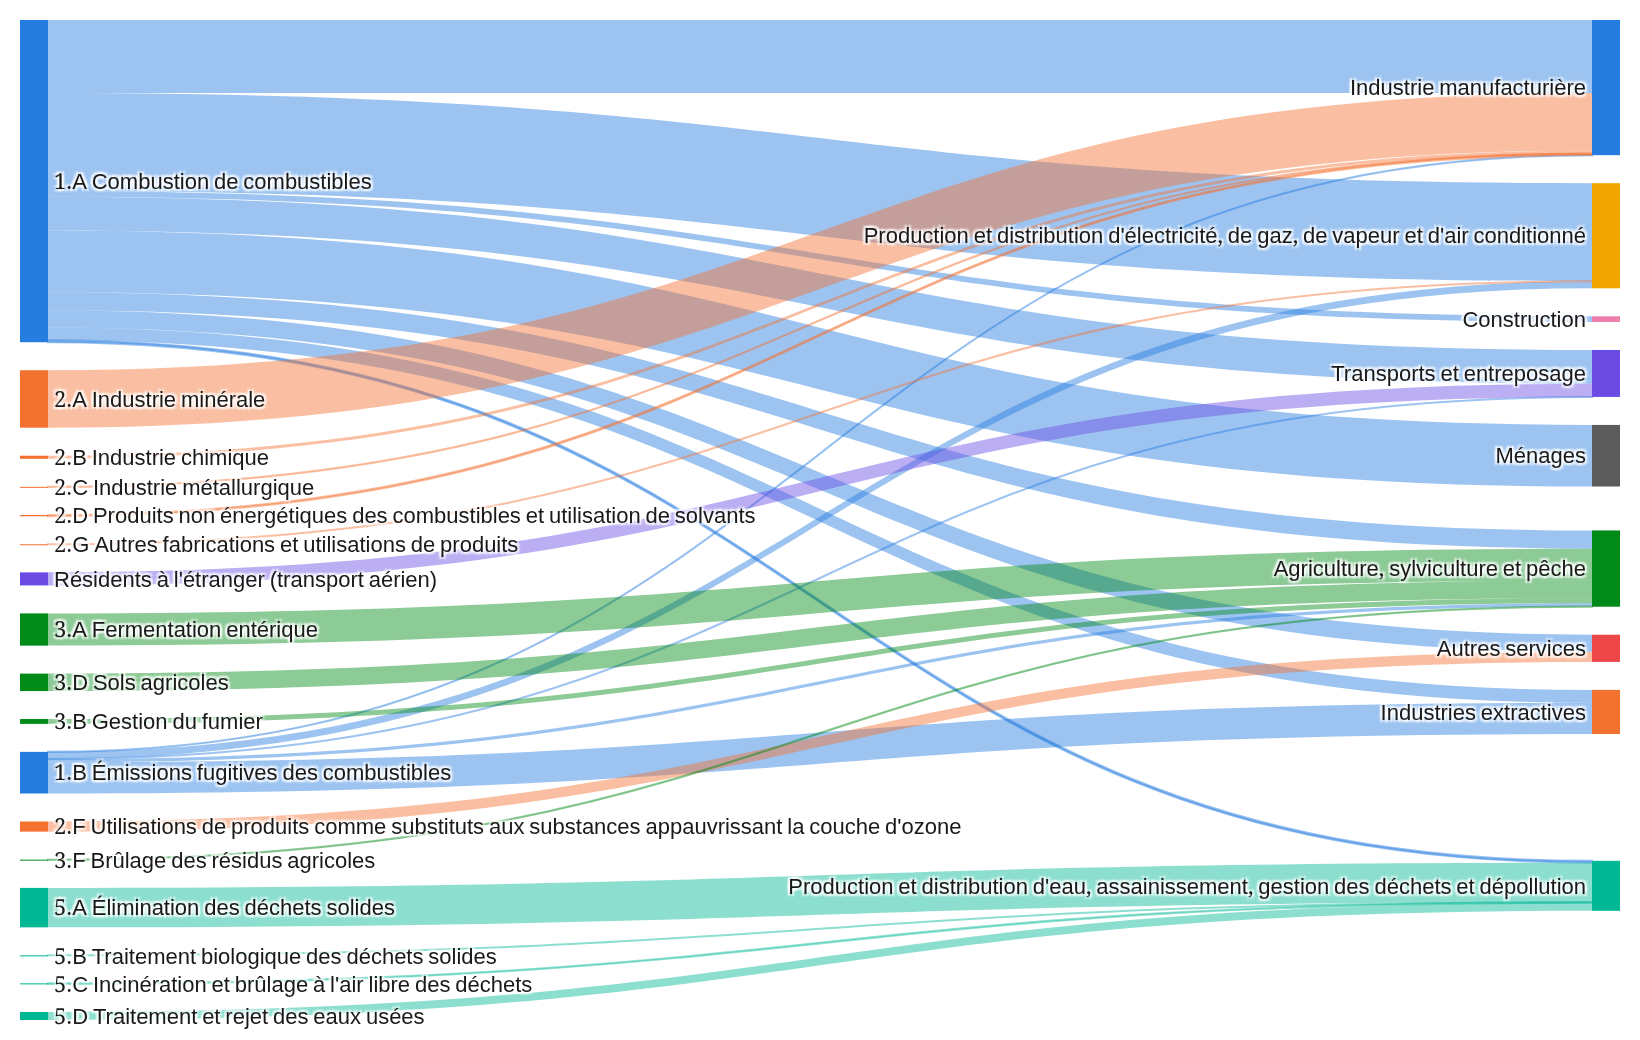 Industrie manufacturière
1.A Combustion de combustibles
Production et distribution d'électricité, de gaz, de vapeur et d'air conditionné
Construction
Transports et entreposage
2.A Industrie minérale
Ménages
2.B Industrie chimique
2.C Industrie métallurgique
2.D Produits non énergétiques des combustibles et utilisation de solvants
2.G Autres fabrications et utilisations de produits
Agriculture, sylviculture et pêche
Résidents à l'étranger (transport aérien)
3.A Fermentation entérique
Autres services
3.D Sols agricoles
Industries extractives
3.B Gestion du fumier
1.B Émissions fugitives des combustibles
2.F Utilisations de produits comme substituts aux substances appauvrissant la couche d'ozone
3.F Brûlage des résidus agricoles
Production et distribution d'eau, assainissement, gestion des déchets et dépollution
5.A Élimination des déchets solides
5.B Traitement biologique des déchets solides
5.C Incinération et brûlage à l'air libre des déchets
5.D Traitement et rejet des eaux usées